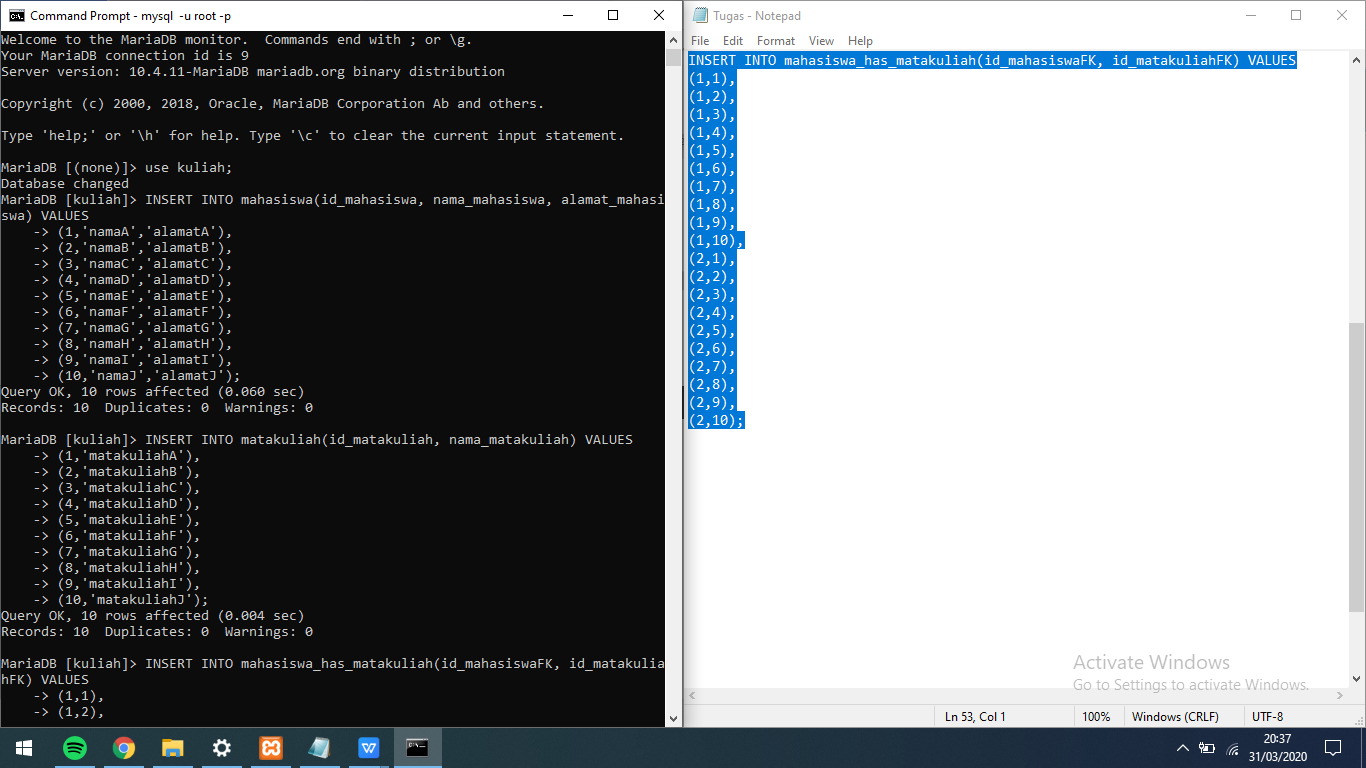 Command Prompt - mysql  -u root -p
Welcome to the MariaDB monitor.  Commands end with ; or \g.
Your MariaDB connection id is 9
Server version: 10.4.11-MariaDB mariadb.org binary distribution
Copyright (c) 2000, 2018, Oracle, MariaDB Corporation Ab and others.
Type 'help;' or '\h' for help. Type '\c' to clear the current input statement.
MariaDB [(none)]> use kuliah;
Database changed
MariaDB [kuliah]> INSERT INTO mahasiswa(id_mahasiswa, nama_mahasiswa, alamat_mahasi
swa) VALUES
    -> (1,'namaA','alamatA'),
    -> (2,'namaB','alamatB'),
    -> (3,'namaC','alamatC'),
    -> (4,'namaD','alamatD'),
    -> (5,'namaE','alamatE'),
    -> (6,'namaF','alamatF'),
    -> (7,'namaG','alamatG'),
    -> (8,'namaH','alamatH'),
    -> (9,'namaI','alamatI'),
    -> (10,'namaJ','alamatJ');
Query OK, 10 rows affected (0.060 sec)
Records: 10  Duplicates: 0  Warnings: 0
MariaDB [kuliah]> INSERT INTO matakuliah(id_matakuliah, nama_matakuliah) VALUES
    -> (1,'matakuliahA'),
    -> (2,'matakuliahB'),
    -> (3,'matakuliahC'),
    -> (4,'matakuliahD'),
    -> (5,'matakuliahE'),
    -> (6,'matakuliahF'),
    -> (7,'matakuliahG'),
    -> (8,'matakuliahH'),
    -> (9,'matakuliahI'),
    -> (10,'matakuliahJ');
Query OK, 10 rows affected (0.004 sec)
Records: 10  Duplicates: 0  Warnings: 0
MariaDB [kuliah]> INSERT INTO mahasiswa_has_matakuliah(id_mahasiswaFK, id_matakulia
hFK) VALUES
    -> (1,1),
    -> (1,2),
Tugas - Notepad
File Edit Format View Help
INSERT INTO mahasiswa_has_matakuliah(id_mahasiswaFK, id_matakuliahFK) VALUES
(1,1),
(1,2),
(1,3),
(1,4),
(1,5),
(1,6),
(1,7),
(1,8),
(1,9),
(1,10),
(2,1),
(2,2),
(2,3),
(2,4),
(2,5),
(2,6),
(2,7),
(2,8),
(2,9),
(2,10);
Activate Windows
Go to Settings to activate Windows.
Ln 53, Col 1 100% Windows (CRLF) UTF-8
20:37
31/03/2020